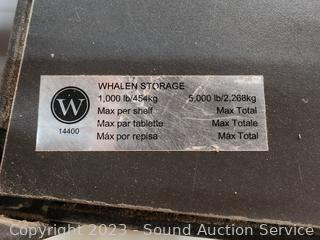 WHALEN STORAGE
1,000 lb/454kg 5,000 lb/2,268kg
Max per shelf Max Total
Max par tablette Max Totale
Máx por repisa Máx Total
W
14400
Copyright 2023 - Sound Auction Service